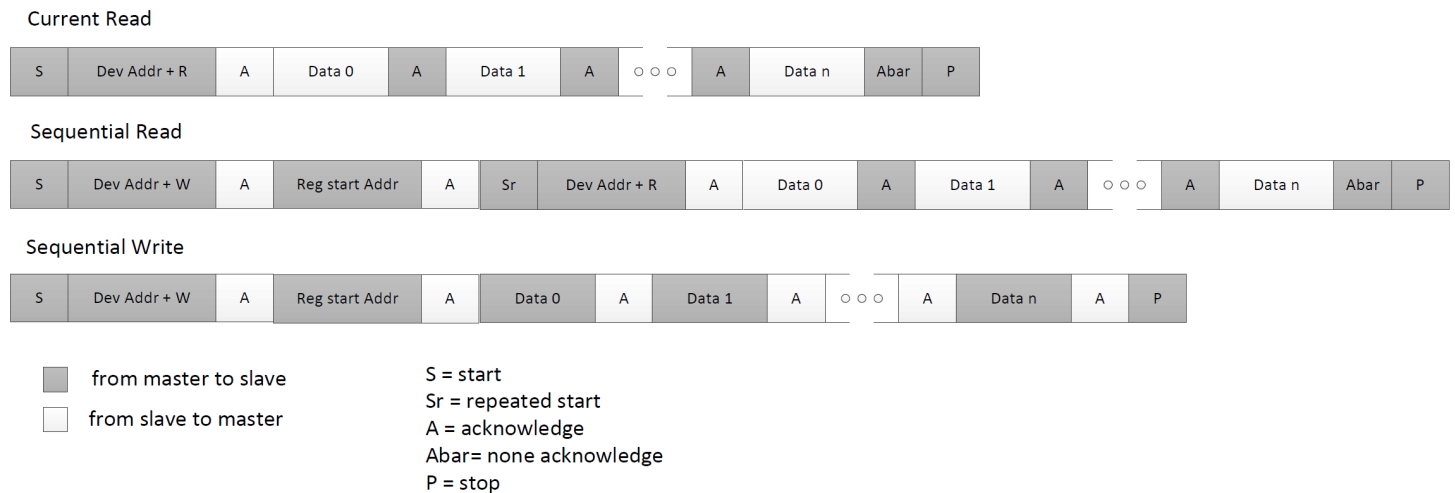 Current Read
S Dev Addr + R A Data 0 A Data 1 A ○ ○ ○ A Data n Abar P
Sequential Read
S Dev Addr + W A Reg start Addr A Sr Dev Addr + R A Data 0 A Data 1 A ○ ○ ○ A Data n Abar P
Sequential Write
S Dev Addr + W A Reg start Addr A Data 0 A Data 1 A ○ ○ ○ A Data n A P
from master to slave
from slave to master
S = start
Sr = repeated start
A = acknowledge
Abar= none acknowledge
P = stop